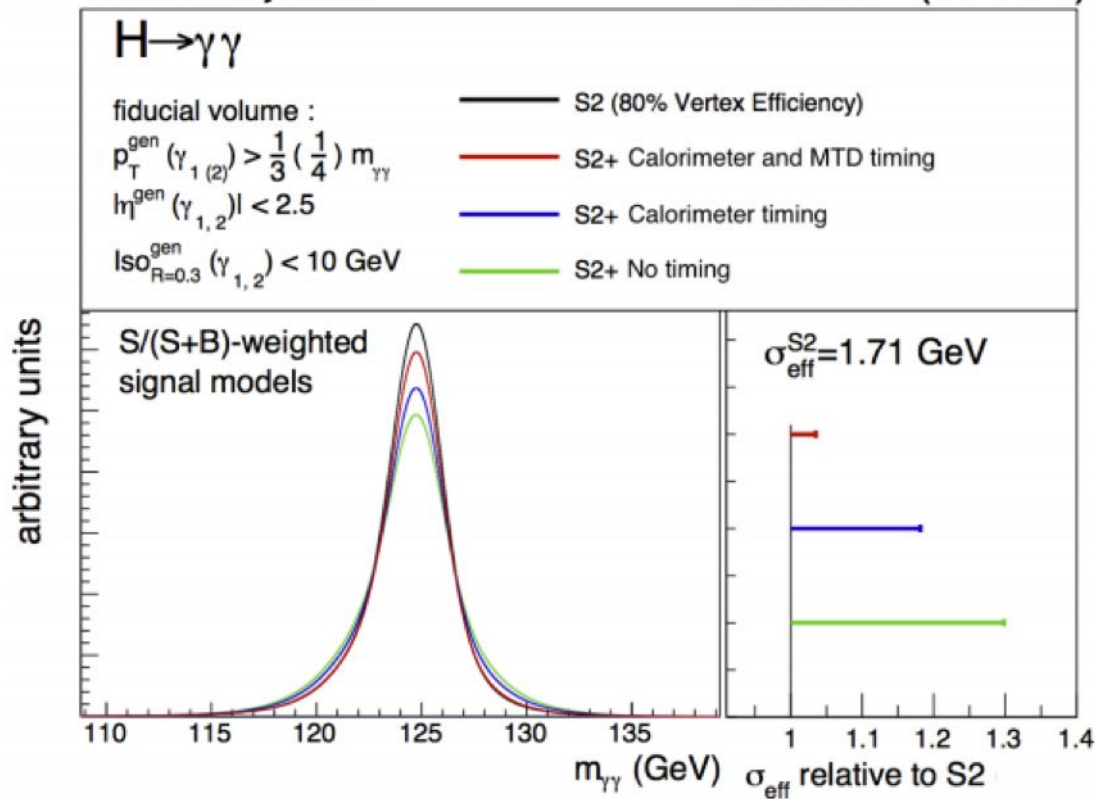 H→γγ
fiducial volume :
p_T^gen (γ_1 (2)) > 1/3 ( 1/4 ) m_γγ
|η^gen (γ_1, 2)| < 2.5
Iso_R=0.3^gen (γ_1, 2) < 10 GeV
S2 (80% Vertex Efficiency)
S2+ Calorimeter and MTD timing
S2+ Calorimeter timing
S2+ No timing
arbitrary units
S/(S+B)-weighted
signal models
σ_eff^S2=1.71 GeV
110 115 120 125 130 135
m_γγ (GeV)
1 1.1 1.2 1.3 1.4
σ_eff relative to S2